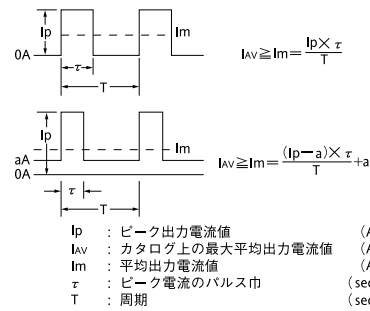 Ip
Im
0A
τ
T
IAV≧Im=Ip×τ/T
Ip
Im
aA
0A
τ
T
IAV≧Im=(Ip−a)×τ/T+a
Ip : ピーク出力電流値 (A
IAV : カタログ上の最大平均出力電流値 (A
Im : 平均出力電流値 (A
τ : ピーク電流のパルス巾 (sec
T : 周期 (sec